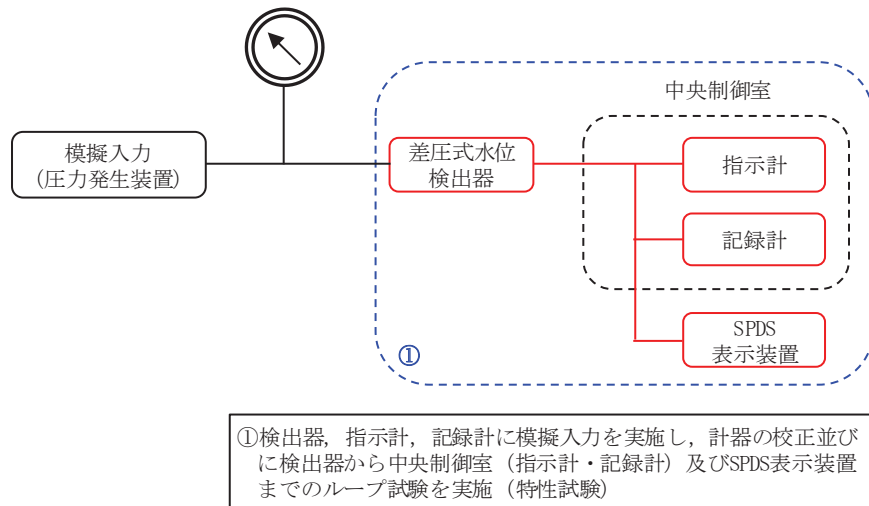 中央制御室
模擬入力
(圧力発生装置)
差圧式水位
検出器
指示計
記録計
SPDS
表示装置
①
①検出器，指示計，記録計に模擬入力を実施し，計器の校正並び
に検出器から中央制御室（指示計・記録計）及びSPDS表示装置
までのループ試験を実施（特性試験）